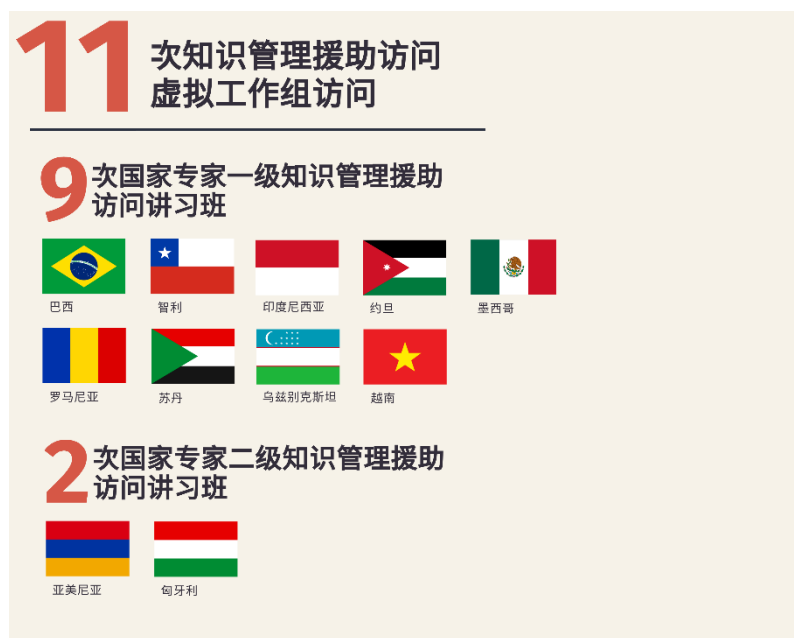 11
次知识管理援助访问
虚拟工作组访问
9
次国家专家一级知识管理援助
访问讲习班
巴西
智利
印度尼西亚
约旦
墨西哥
罗马尼亚
苏丹
乌兹别克斯坦
越南
2
次国家专家二级知识管理援助
访问讲习班
亚美尼亚
匈牙利